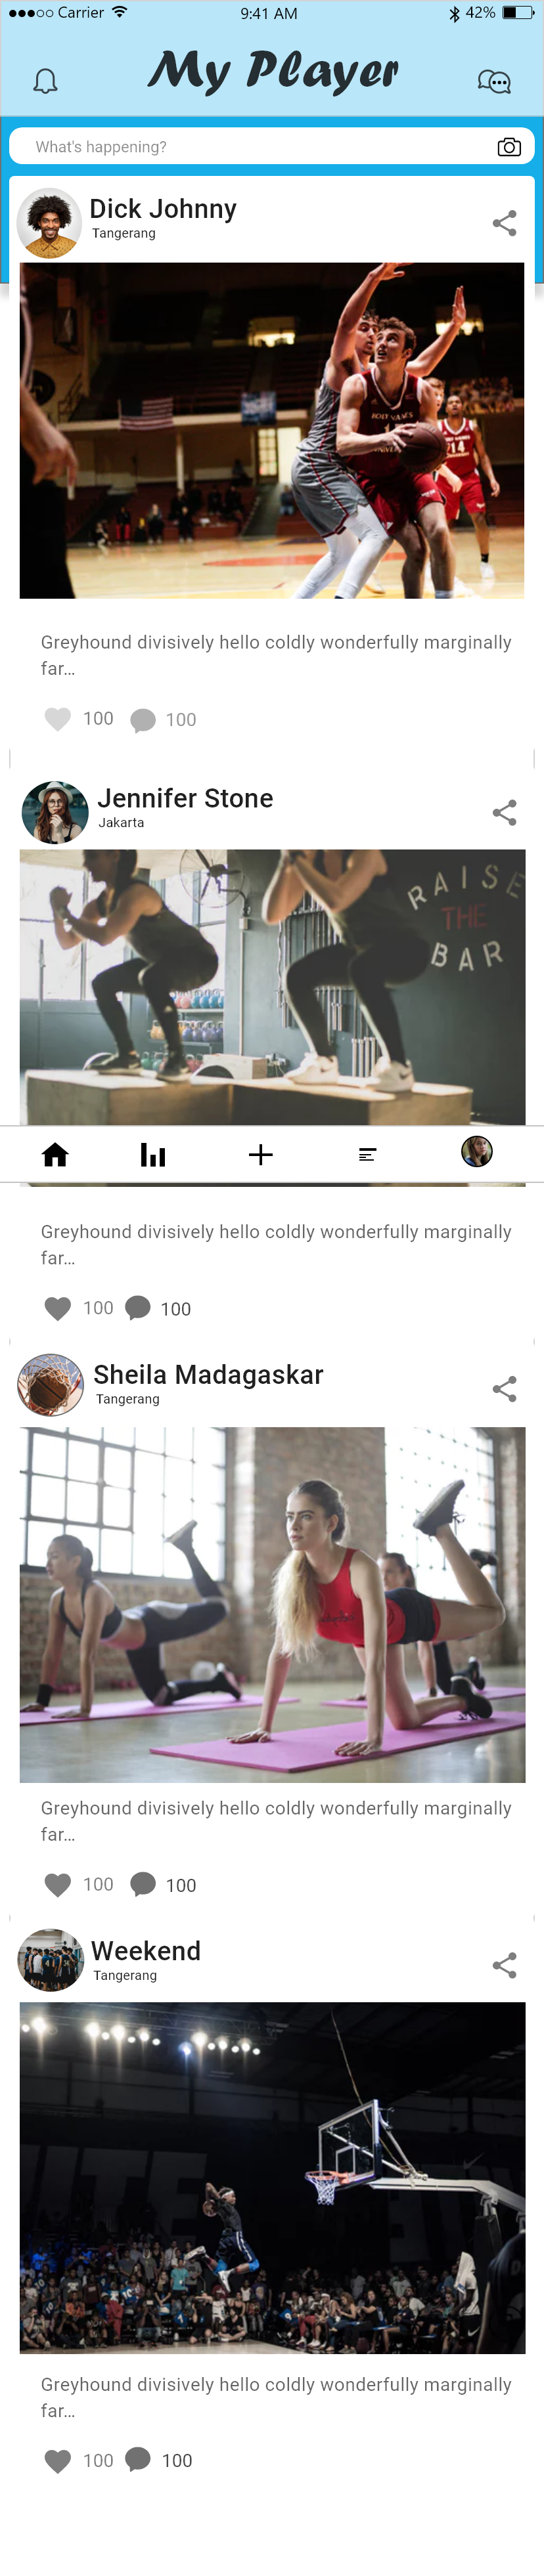 Carrier 9:41 AM 42%
My Player
What's happening?
Dick Johnny
Tangerang
HOLY NAMES
14
Greyhound divisively hello coldly wonderfully marginally
far...
100 100
Jennifer Stone
Jakarta
RAISE
THE
BAR
Greyhound divisively hello coldly wonderfully marginally
far...
100 100
Sheila Madagaskar
Tangerang
Greyhound divisively hello coldly wonderfully marginally
far...
100 100
Weekend
Tangerang
Greyhound divisively hello coldly wonderfully marginally
far...
100 100